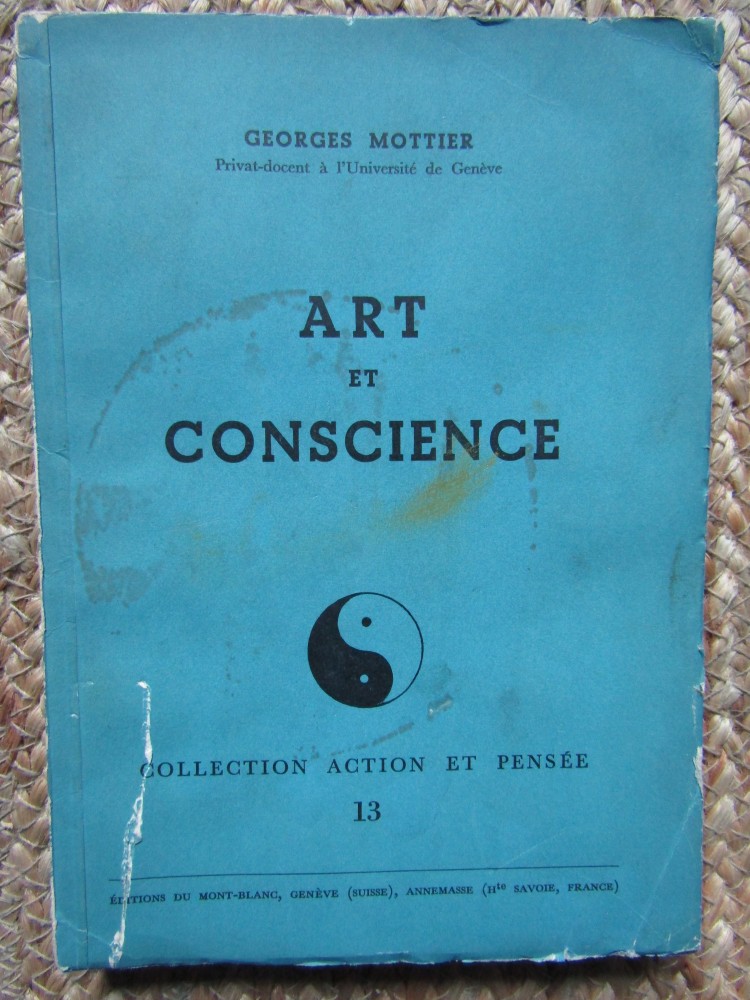 GEORGES MOTTIER
Privat-docent à l'Université de Genève
ART
ET
CONSCIENCE
COLLECTION ACTION ET PENSÉE
13
ÉDITIONS DU MONT-BLANC, GENÈVE (SUISSE), ANNEMASSE (Hte SAVOIE, FRANCE)